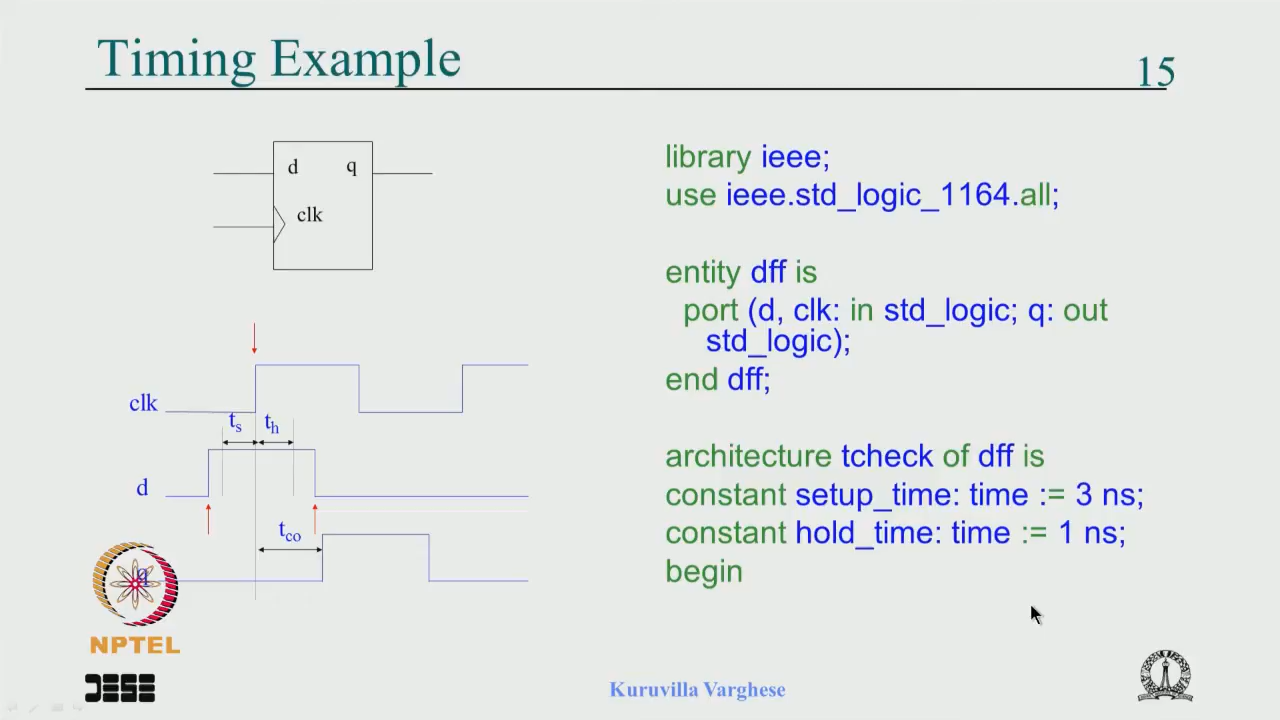 Timing Example
15
d q
clk
clk
ts th
d
tco
q
library ieee;
use ieee.std_logic_1164.all;
entity dff is
port (d, clk: in std_logic; q: out
std_logic);
end dff;
architecture tcheck of dff is
constant setup_time: time := 3 ns;
constant hold_time: time := 1 ns;
begin
NPTEL
Kuruvilla Varghese